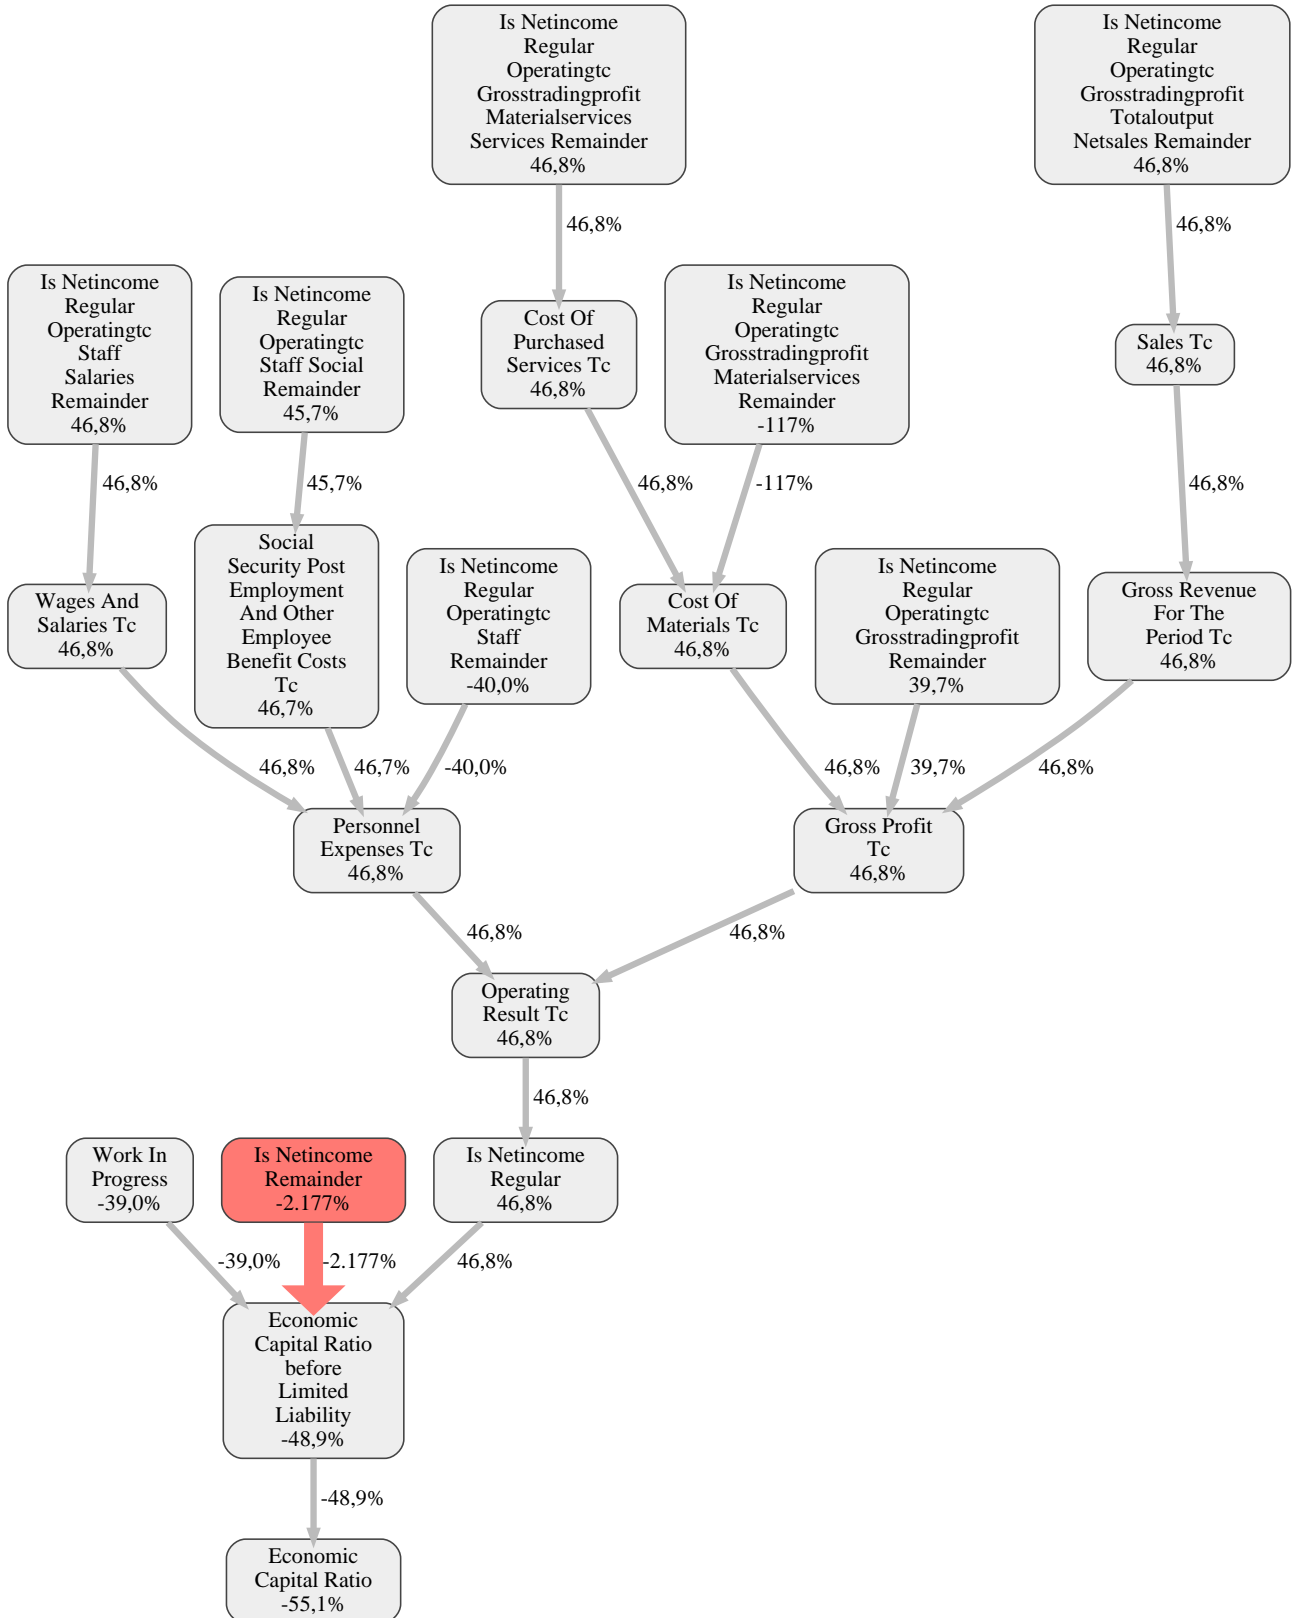 Is Netincome
Regular
Operatingtc
Grosstradingprofit
Materialservices
Services Remainder
46,8%
Is Netincome
Regular
Operatingtc
Grosstradingprofit
Totaloutput
Netsales Remainder
46,8%
46,8%
46,8%
Is Netincome
Regular
Operatingtc
Staff
Salaries
Remainder
46,8%
Is Netincome
Regular
Operatingtc
Staff Social
Remainder
45,7%
Cost Of
Purchased
Services Tc
46,8%
Is Netincome
Regular
Operatingtc
Grosstradingprofit
Materialservices
Remainder
-117%
Sales Tc
46,8%
46,8%
45,7%
46,8%
-117%
46,8%
Wages And
Salaries Tc
46,8%
Social
Security Post
Employment
And Other
Employee
Benefit Costs
Tc
46,7%
Is Netincome
Regular
Operatingtc
Staff
Remainder
-40,0%
Cost Of
Materials Tc
46,8%
Is Netincome
Regular
Operatingtc
Grosstradingprofit
Remainder
39,7%
Gross Revenue
For The
Period Tc
46,8%
46,8%
46,7%
-40,0%
46,8%
39,7%
46,8%
Personnel
Expenses Tc
46,8%
Gross Profit
Tc
46,8%
46,8%
46,8%
Operating
Result Tc
46,8%
46,8%
Work In
Progress
-39,0%
Is Netincome
Remainder
-2.177%
Is Netincome
Regular
46,8%
-39,0%
-2.177%
46,8%
Economic
Capital Ratio
before
Limited
Liability
-48,9%
-48,9%
Economic
Capital Ratio
-55,1%